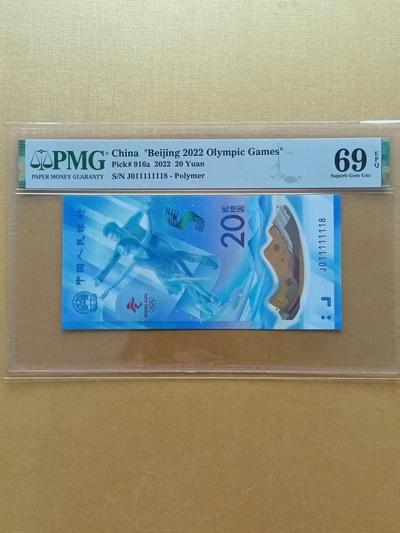 PMG
PAPER MONEY GUARANTY
China "Beijing 2022 Olympic Games"
Pick# 916a 2022 20 Yuan
S/N J011111118 - Polymer
69 EPQ
Superb Gem Unc
中国人民银行
20
贰拾圆
BEIJING 2022
J011111118